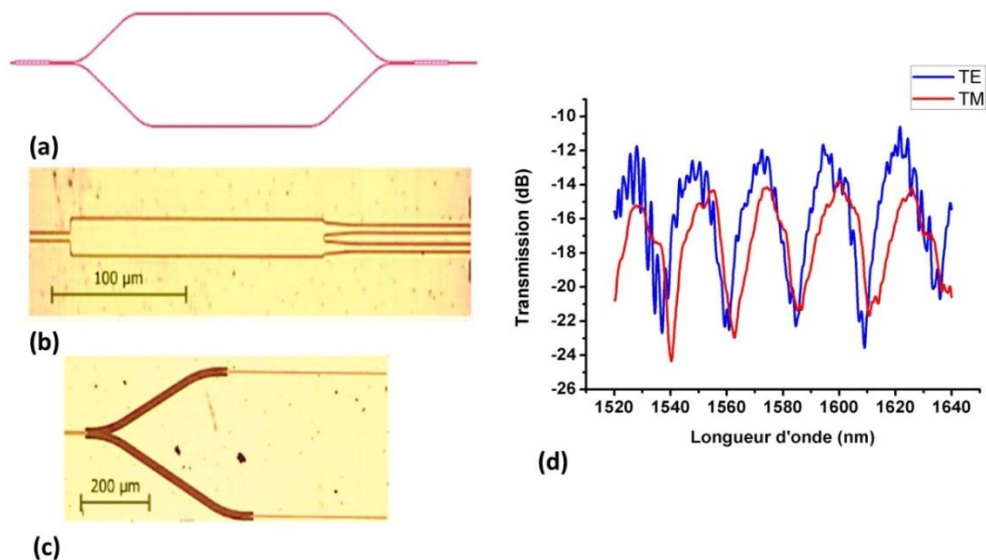 (a)
100 µm
(b)
200 µm
(c)
TE
TM
-10
-12
-14
-16
-18
-20
-22
-24
-26
Transmission (dB)
1520 1540 1560 1580 1600 1620 1640
Longueur d'onde (nm)
(d)